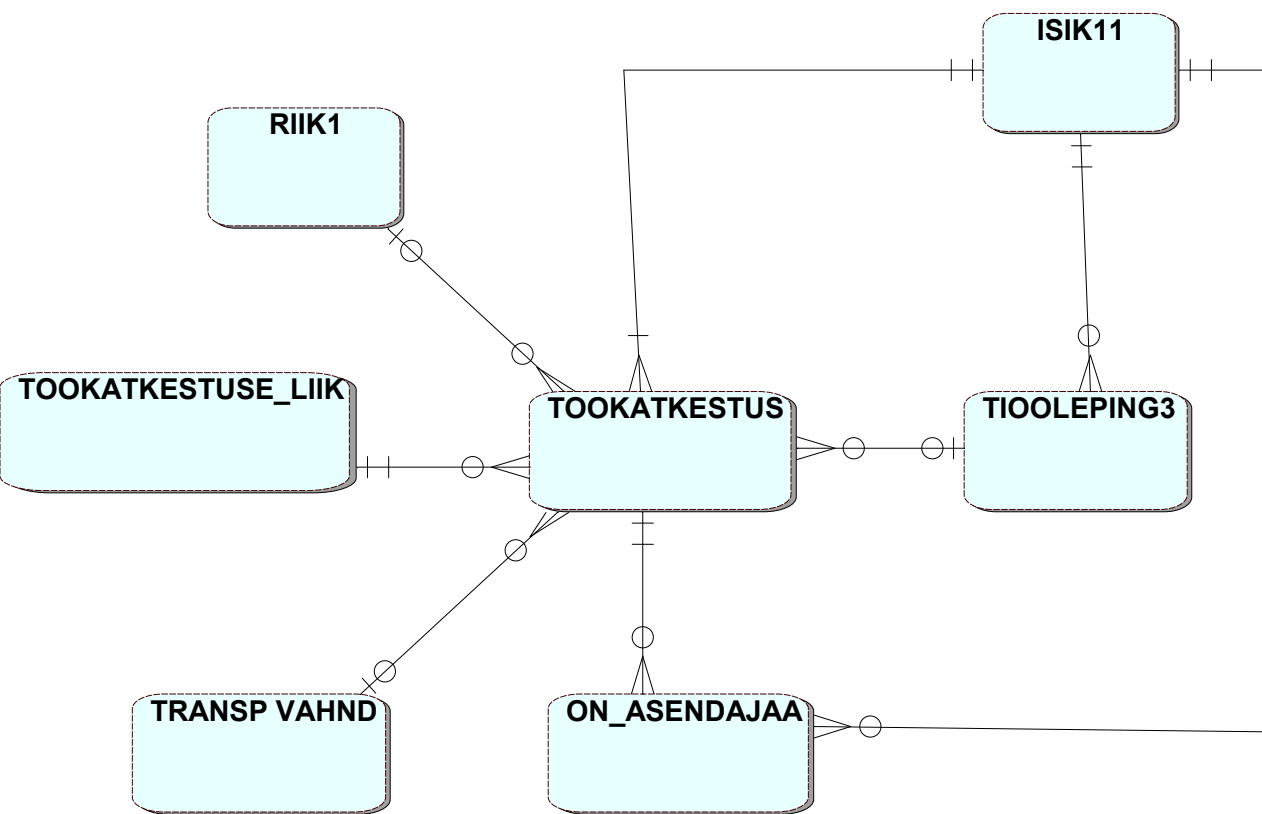 ISIK11
RIIK1
TOOKATKESTUSE_LIIK
TOOKATKESTUS
TIOOLEPING3
TRANSP VAHND
ON_ASENDAJAA